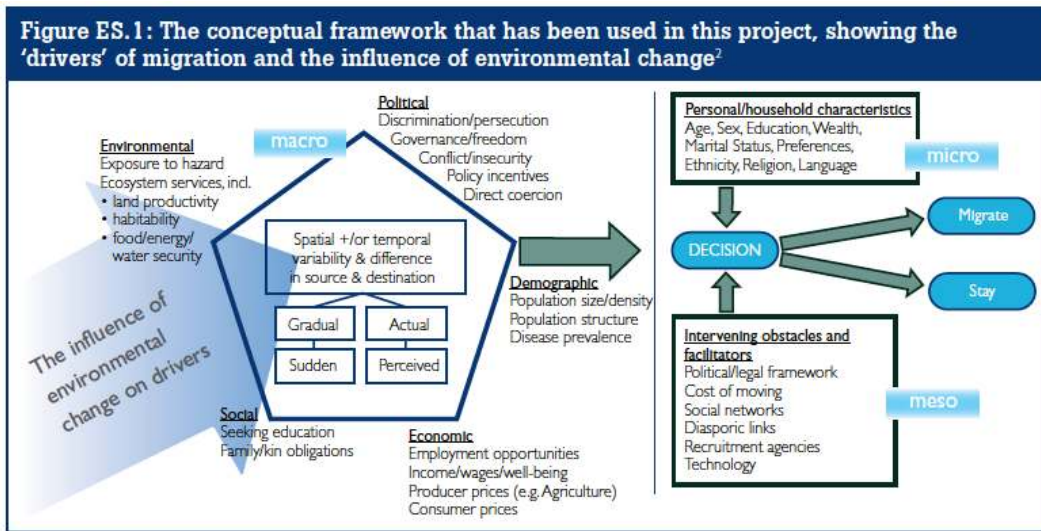 Figure ES.1: The conceptual framework that has been used in this project, showing the
‘drivers’ of migration and the influence of environmental change2
Political
Discrimination/persecution
Governance/freedom
Conflict/insecurity
Policy incentives
Direct coercion
macro
Environmental
Exposure to hazard
Ecosystem services, incl.
• land productivity
• habitability
• food/energy/
water security
The influence of
environmental
change on drivers
Spatial +/or temporal
variability & difference
in source & destination
Gradual
Actual
Sudden
Perceived
Demographic
Population size/density
Population structure
Disease prevalence
Social
Seeking education
Family/kin obligations
Economic
Employment opportunities
Income/wages/well-being
Producer prices (e.g. Agriculture)
Consumer prices
Personal/household characteristics
Age, Sex, Education, Wealth,
Marital Status, Preferences,
Ethnicity, Religion, Language
micro
DECISION
Migrate
Stay
Intervening obstacles and
facilitators
Political/legal framework
Cost of moving
Social networks
Diasporic links
Recruitment agencies
Technology
meso